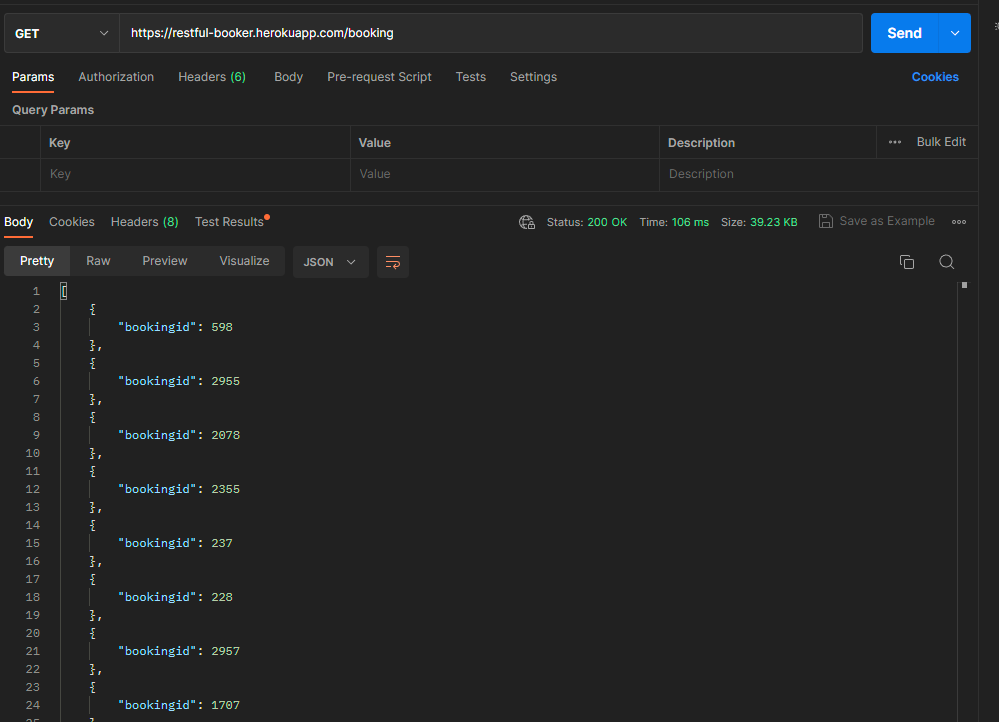 GET https://restful-booker.herokuapp.com/booking Send
Params Authorization Headers (6) Body Pre-request Script Tests Settings Cookies
Query Params
Key Value Description ••• Bulk Edit
Key Value Description
Body Cookies Headers (8) Test Results Status: 200 OK Time: 106 ms Size: 39.23 KB Save as Example
Pretty Raw Preview Visualize JSON
1 [
2 {
3 "bookingid": 598
4 },
5 {
6 "bookingid": 2955
7 },
8 {
9 "bookingid": 2078
10 },
11 {
12 "bookingid": 2355
13 },
14 {
15 "bookingid": 237
16 },
17 {
18 "bookingid": 228
19 },
20 {
21 "bookingid": 2957
22 },
23 {
24 "bookingid": 1707